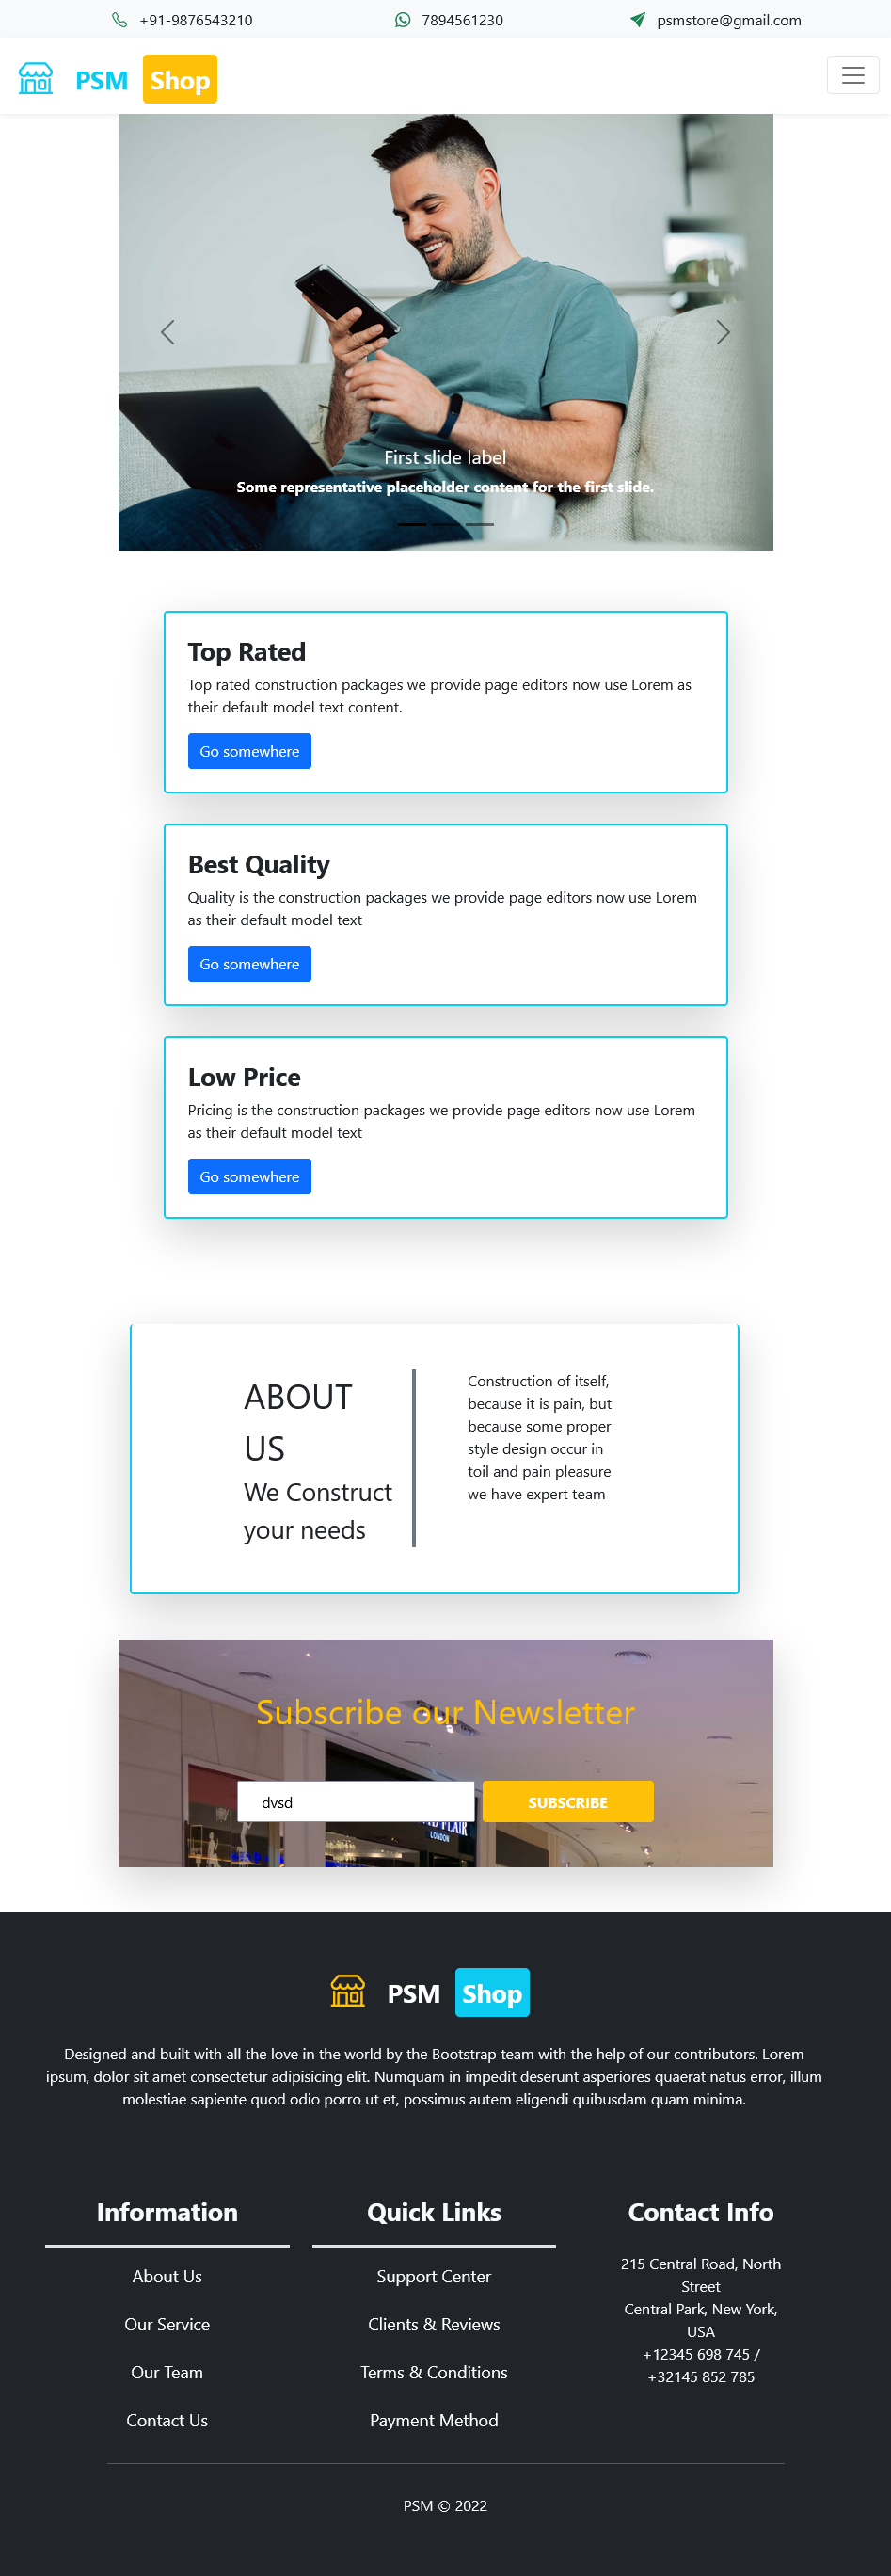 +91-9876543210 7894561230 psmstore@gmail.com
PSM Shop
First slide label
Some representative placeholder content for the first slide.
Top Rated
Top rated construction packages we provide page editors now use Lorem as
their default model text content.
Go somewhere
Best Quality
Quality is the construction packages we provide page editors now use Lorem
as their default model text
Go somewhere
Low Price
Pricing is the construction packages we provide page editors now use Lorem
as their default model text
Go somewhere
ABOUT
US
We Construct
your needs
Construction of itself,
because it is pain, but
because some proper
style design occur in
toil and pain pleasure
we have expert team
Subscribe our Newsletter
dvsd SUBSCRIBE
FLAIR
LONDON
PSM Shop
Designed and built with all the love in the world by the Bootstrap team with the help of our contributors. Lorem
ipsum, dolor sit amet consectetur adipisicing elit. Numquam in impedit deserunt asperiores quaerat natus error, illum
molestiae sapiente quod odio porro ut et, possimus autem eligendi quibusdam quam minima.
Information
About Us
Our Service
Our Team
Contact Us
Quick Links
Support Center
Clients & Reviews
Terms & Conditions
Payment Method
Contact Info
215 Central Road, North
Street
Central Park, New York,
USA
+12345 698 745 /
+32145 852 785
PSM © 2022